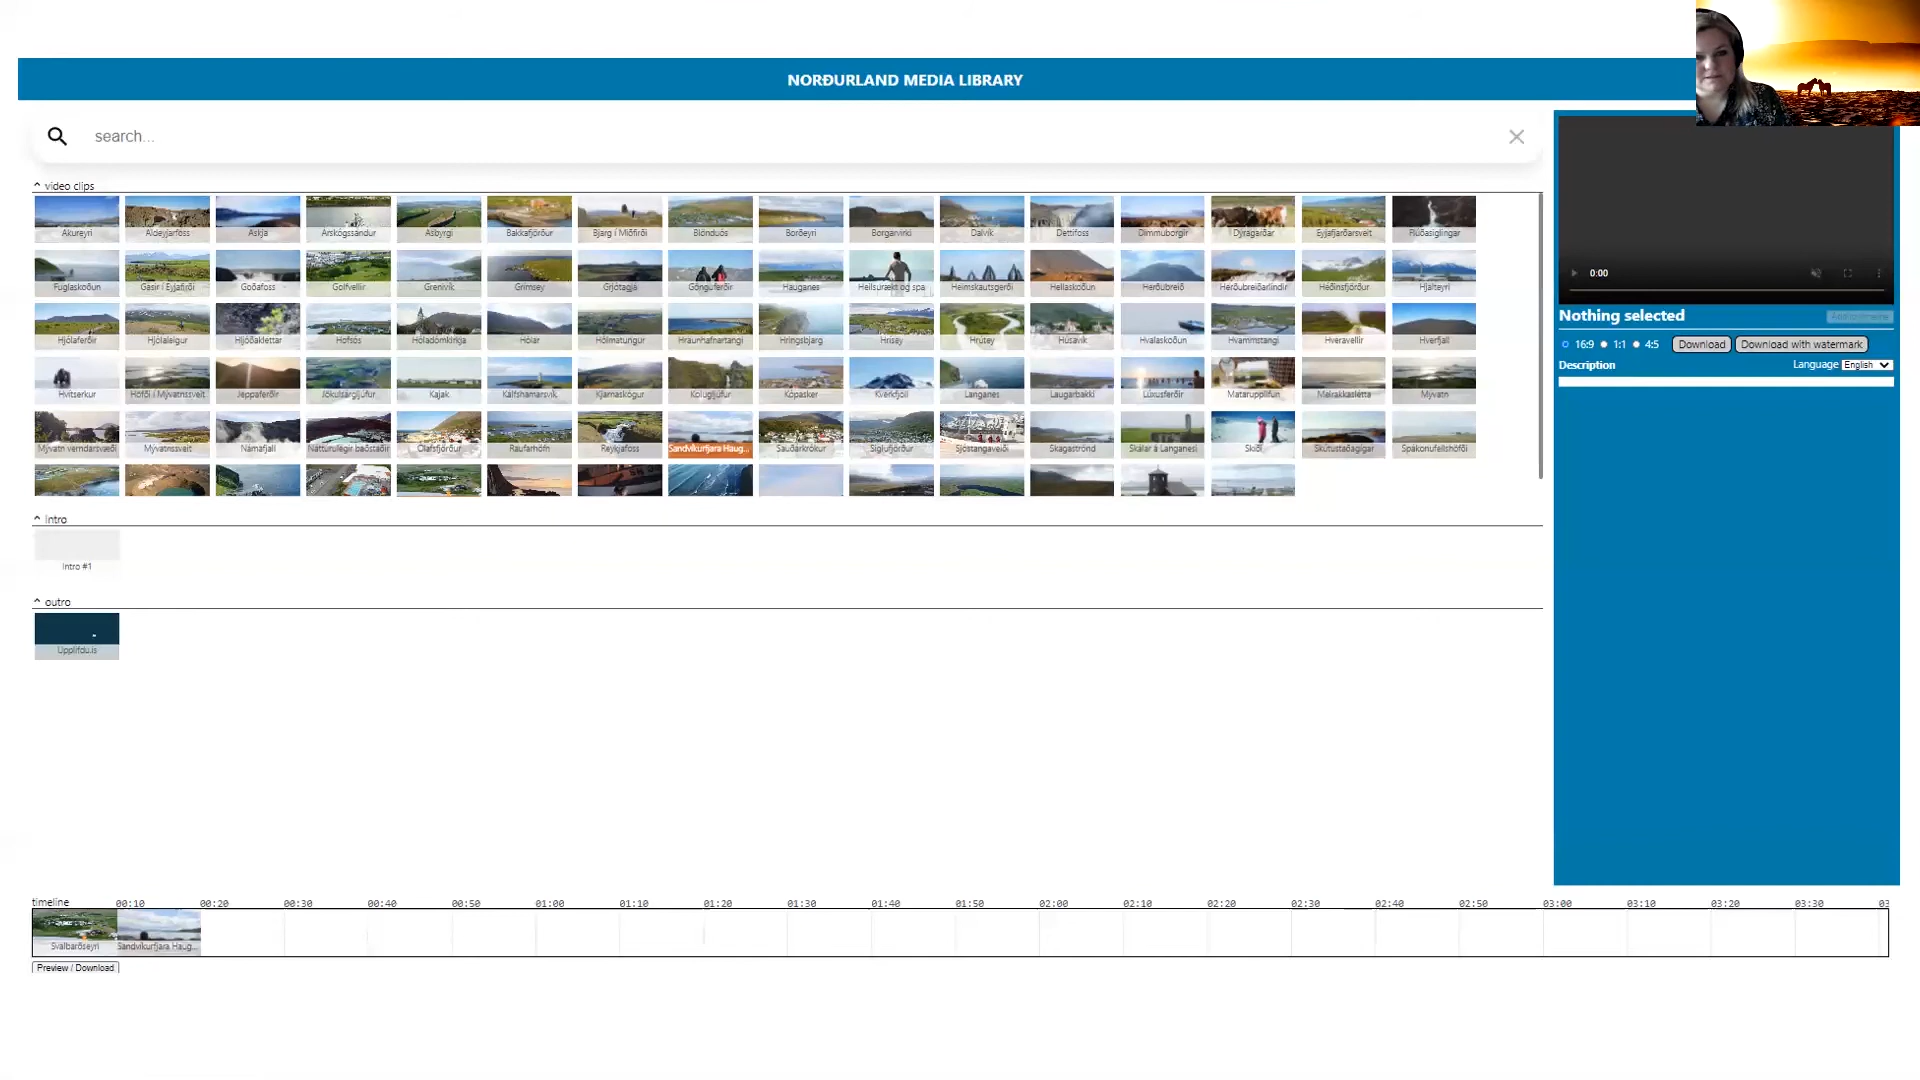 NORÐURLAND MEDIA LIBRARY
search...
video clips
Akureyri Aldeyjarfoss Askja Árskógssandur Ásbyrgi Bakkafjörður Bjarg í Miðfirði Blönduós Borðeyri Borgarvirki Dalvík Dettifoss Dimmuborgir Dýragarðar Eyjafjarðarsveit Flúðasiglingar
Fuglaskoðun Gásir í Eyjafirði Goðafoss Golfvellir Grenivík Grímsey Grjótagjá Gönguferðir Hauganes Heilsurækt og spa Heimskautsgerði Hellaskoðun Herðubreið Herðubreiðarlindir Héðinsfjörður Hjalteyri
Hjólaferðir Hjólaleigur Hljóðaklettar Hofsós Hóladómkirkja Hólar Hólmatungur Hraunhafnartangi Hringsbjarg Hrísey Hrútey Húsavík Hvalaskoðun Hvammstangi Hveravellir Hverfjall
Hvítserkur Höfði í Mývatnssveit Jeppaferðir Jökulsárgljúfur Kajak Kálfshamarsvík Kjarnaskógur Kolugljúfur Kópasker Kverkfjöll Langanes Laugarbakki Lúxusferðir Matarupplifun Melrakkaslétta Mývatn
Mývatn verndarsvæði Mývatnssveit Námafjall Náttúrulegir baðstaðir Ólafsfjörður Raufarhöfn Reykjafoss Sandvíkurfjara Haug... Sauðárkrókur Siglufjörður Sjóstangaveiði Skagaströnd Skálar á Langanesi Skíði Skútustaðagígar Spákonufellshöfði
intro
Intro #1
outro
Upplifdu.is
0:00
Nothing selected
16:9 1:1 4:5 Download Download with watermark
Description Language English
timeline 00:10 00:20 00:30 00:40 00:50 01:00 01:10 01:20 01:30 01:40 01:50 02:00 02:10 02:20 02:30 02:40 02:50 03:00 03:10 03:20 03:30
Svalbarðseyri Sandvíkurfjara Haug...
Preview / Download